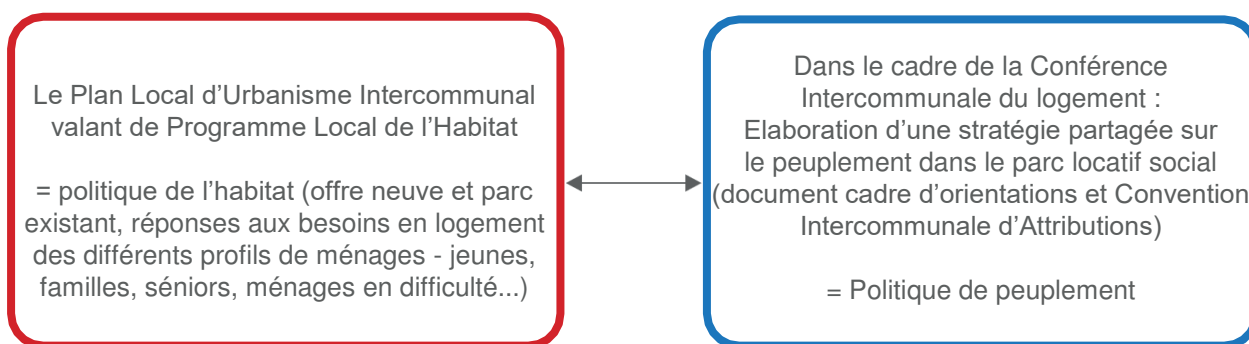 Le Plan Local d’Urbanisme Intercommunal
valant de Programme Local de l’Habitat
= politique de l’habitat (offre neuve et parc
existant, réponses aux besoins en logement
des différents profils de ménages - jeunes,
familles, séniors, ménages en difficulté...)
Dans le cadre de la Conférence
Intercommunale du logement :
Elaboration d’une stratégie partagée sur
le peuplement dans le parc locatif social
(document cadre d’orientations et Convention
Intercommunale d’Attributions)
= Politique de peuplement